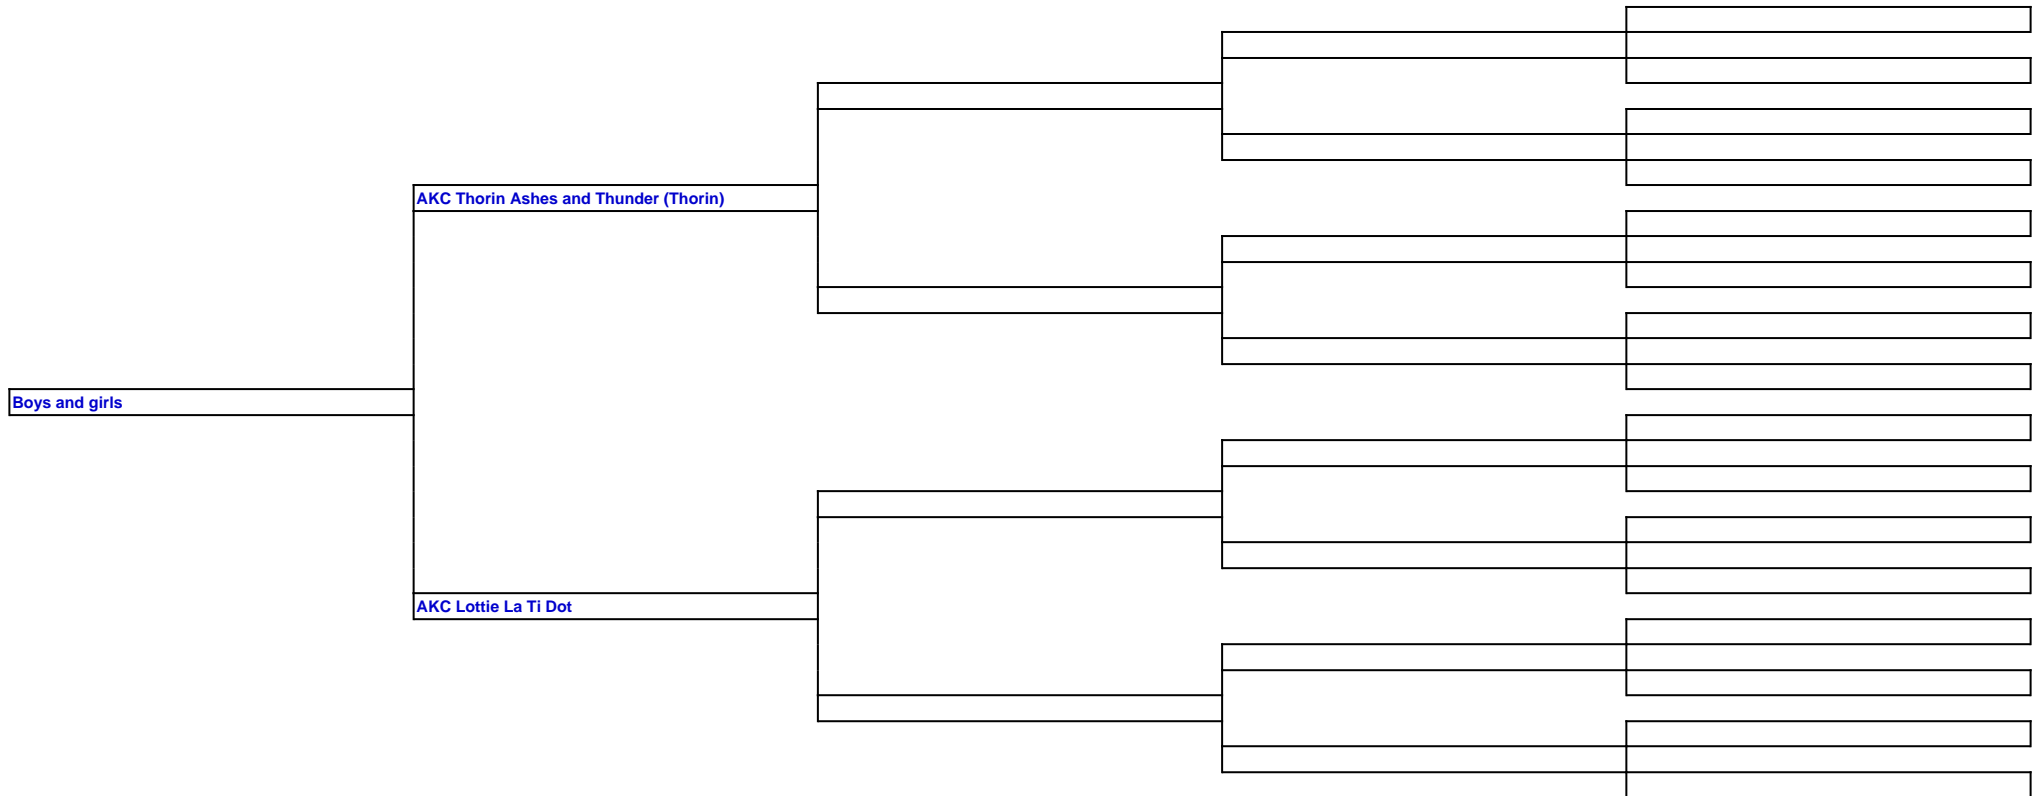 AKC Thorin Ashes and Thunder (Thorin)
Boys and girls
AKC Lottie La Ti Dot